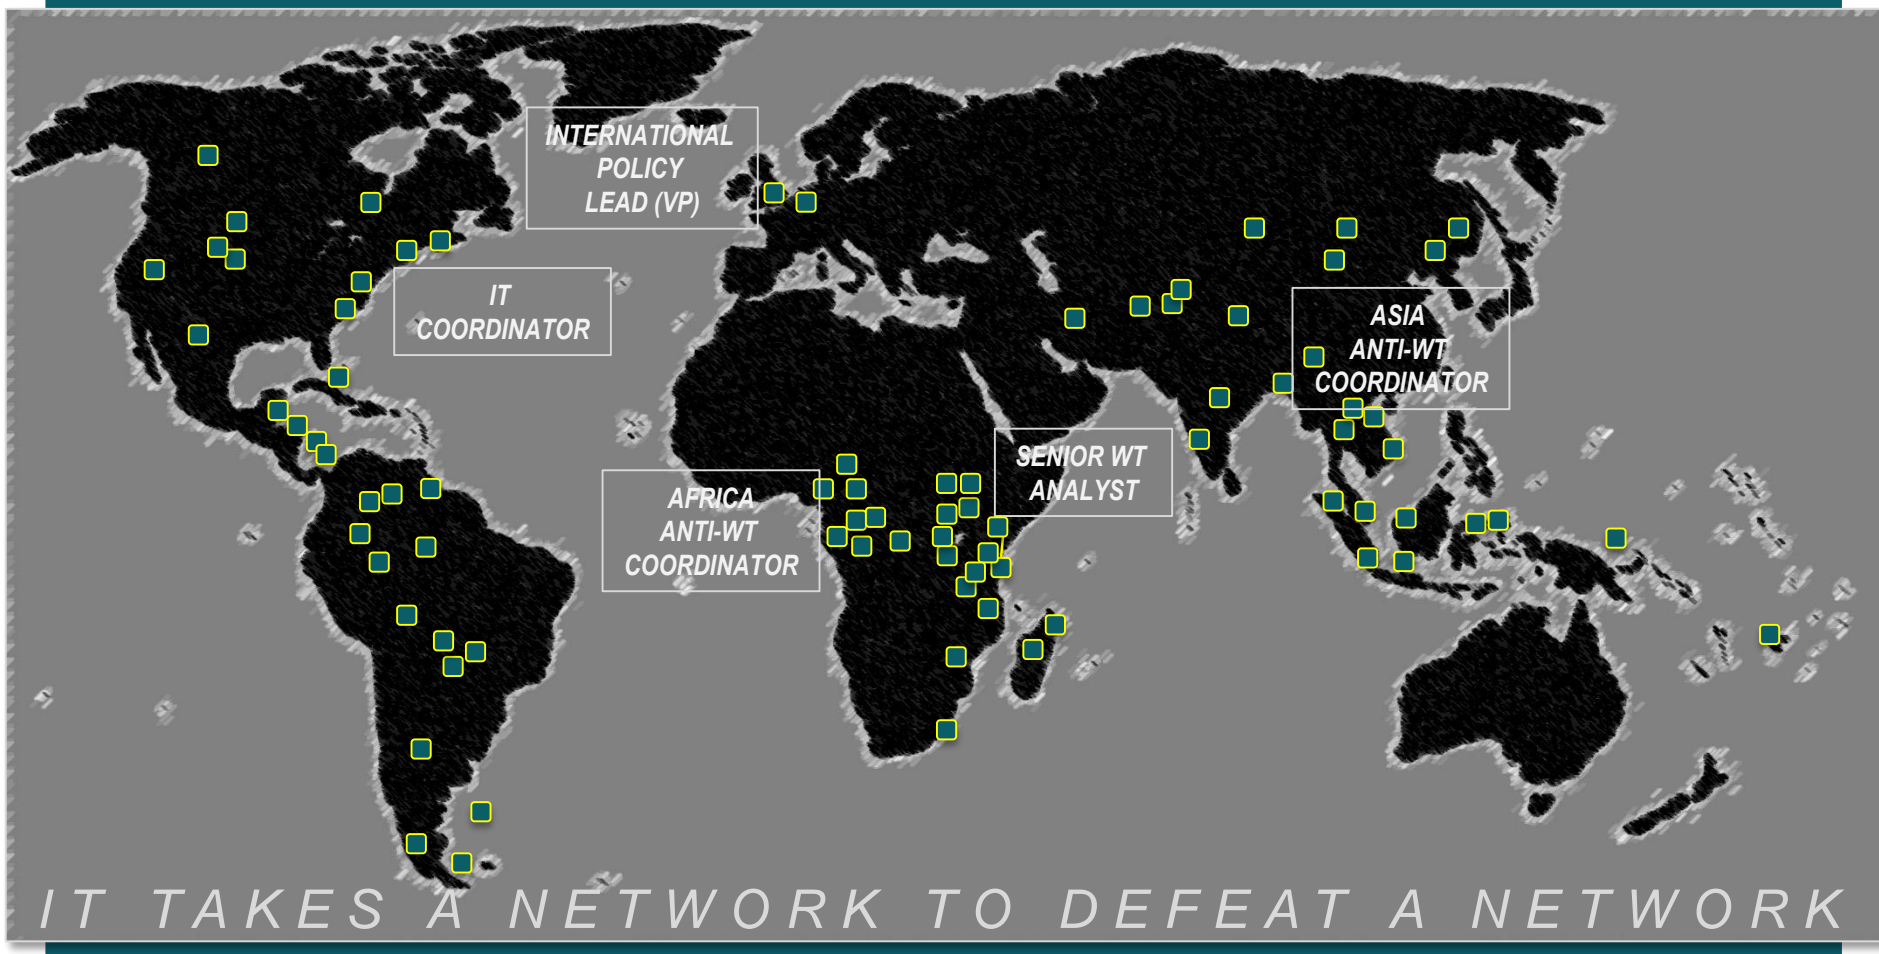 INTERNATIONAL
POLICY
LEAD (VP)
IT
COORDINATOR
ASIA
ANTI-WT
COORDINATOR
SENIOR WT
ANALYST
AFRICA
ANTI-WT
COORDINATOR
IT TAKES A NETWORK TO DEFEAT A NETWORK